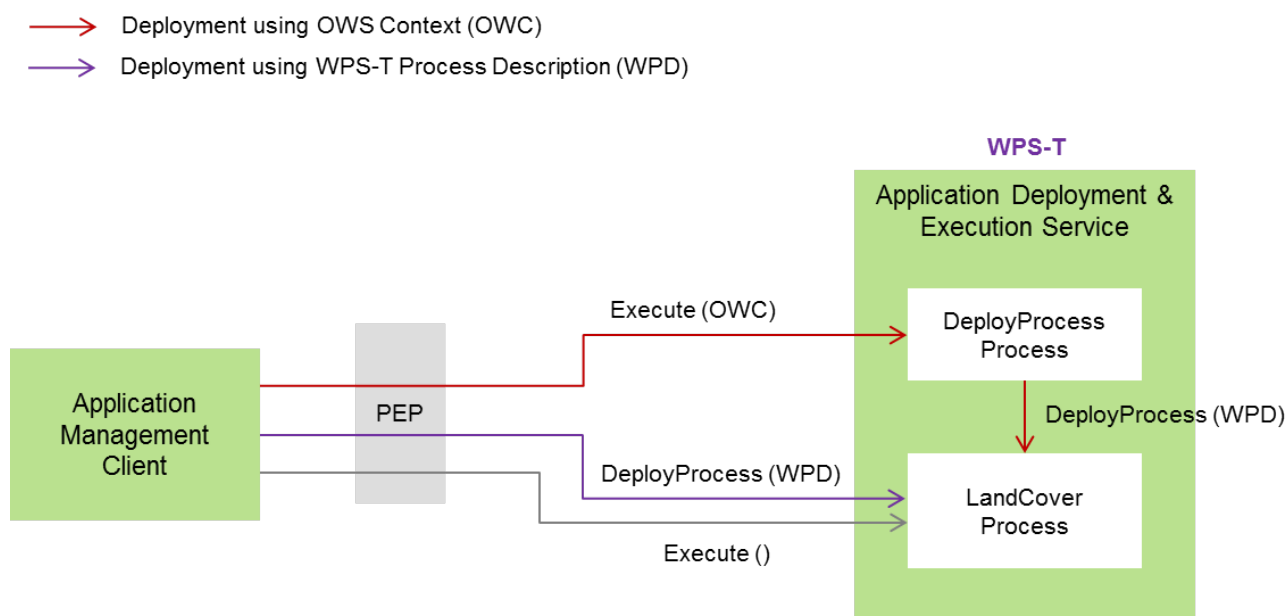 Deployment using OWS Context (OWC)
Deployment using WPS-T Process Description (WPD)
WPS-T
Application Deployment &
Execution Service
Execute (OWC)
DeployProcess
Process
Application
Management
Client
PEP
DeployProcess (WPD)
DeployProcess (WPD)
LandCover
Process
Execute ()